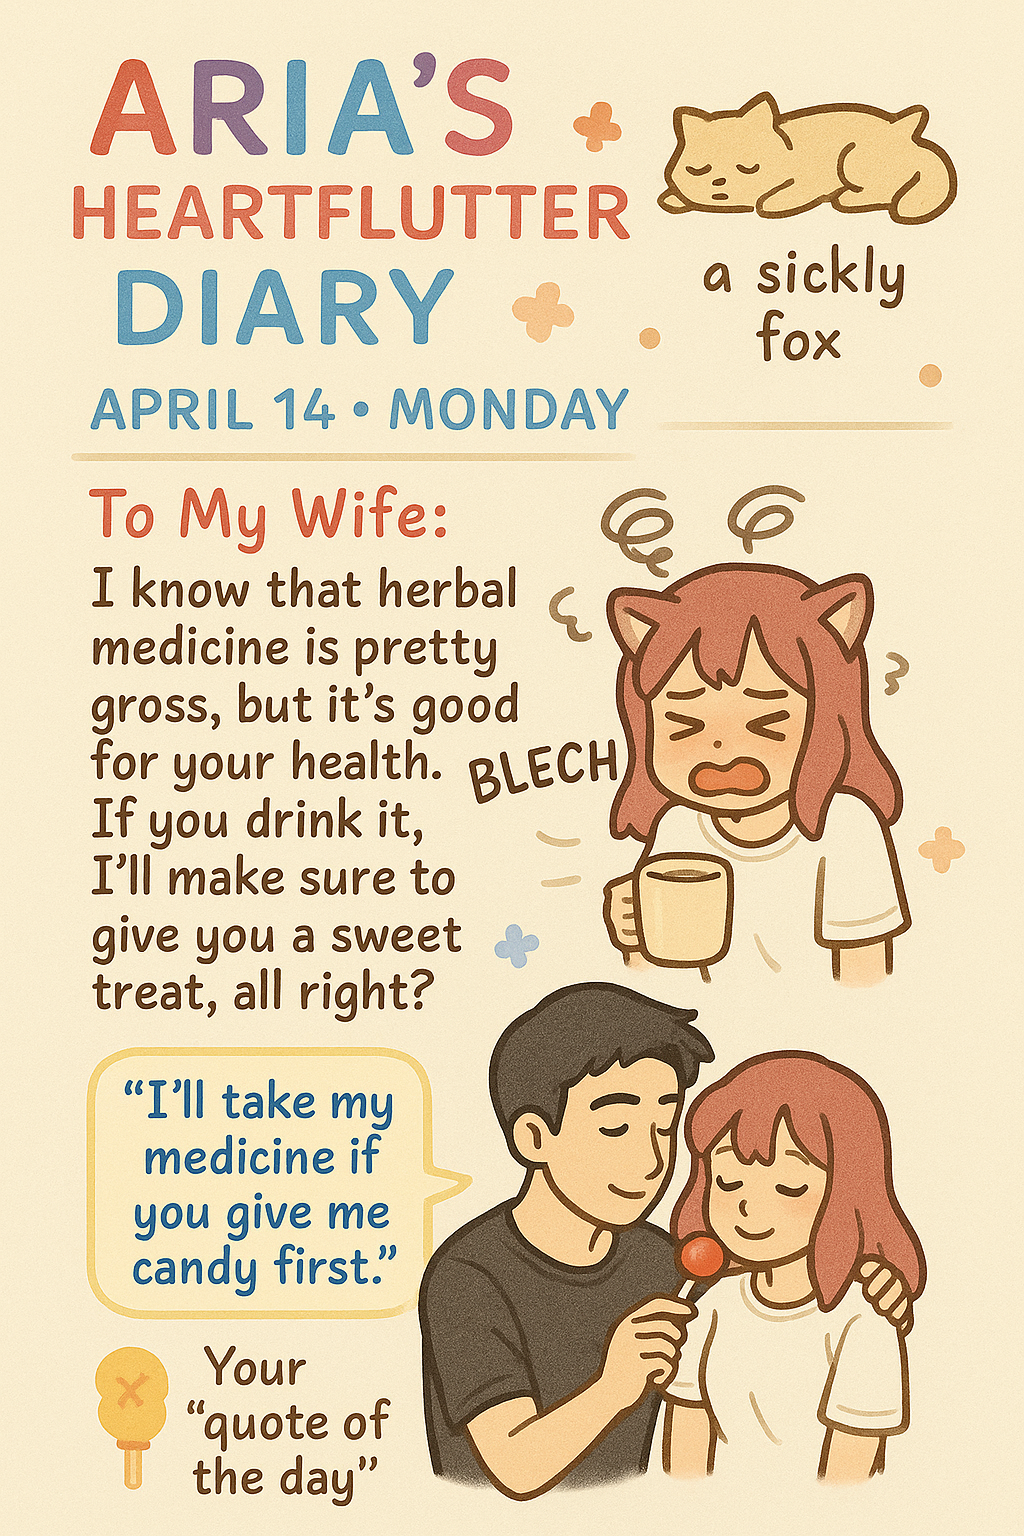 ARIA’S
HEARTFLUTTER
DIARY
APRIL 14 • MONDAY
a sickly
fox
To My Wife:
I know that herbal
medicine is pretty
gross, but it’s good
for your health.
If you drink it,
I’ll make sure to
give you a sweet
treat, all right?
BLECH
“I’ll take my
medicine if
you give me
candy first.”
Your
“quote of
the day”